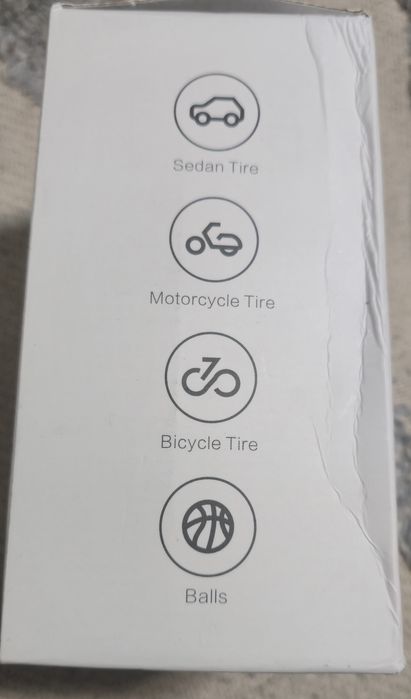 Sedan Tire
Motorcycle Tire
Bicycle Tire
Balls